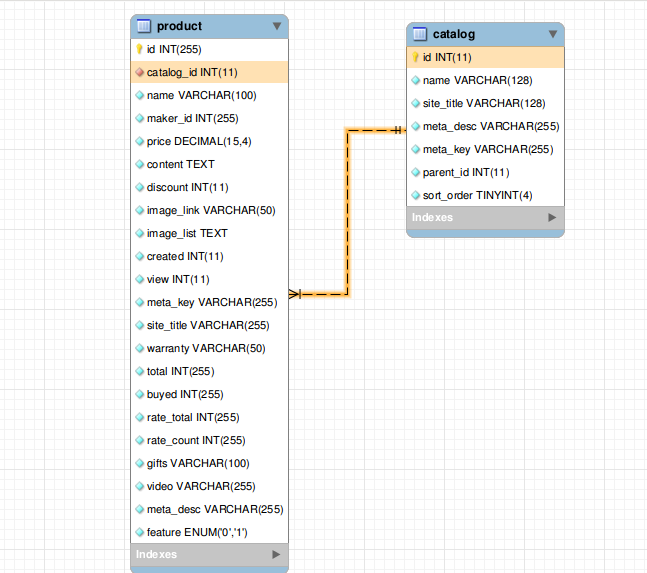 product
id INT(255)
catalog_id INT(11)
name VARCHAR(100)
maker_id INT(255)
price DECIMAL(15,4)
content TEXT
discount INT(11)
image_link VARCHAR(50)
image_list TEXT
created INT(11)
view INT(11)
meta_key VARCHAR(255)
site_title VARCHAR(255)
warranty VARCHAR(50)
total INT(255)
buyed INT(255)
rate_total INT(255)
rate_count INT(255)
gifts VARCHAR(100)
video VARCHAR(255)
meta_desc VARCHAR(255)
feature ENUM('0','1')
Indexes
catalog
id INT(11)
name VARCHAR(128)
site_title VARCHAR(128)
meta_desc VARCHAR(255)
meta_key VARCHAR(255)
parent_id INT(11)
sort_order TINYINT(4)
Indexes